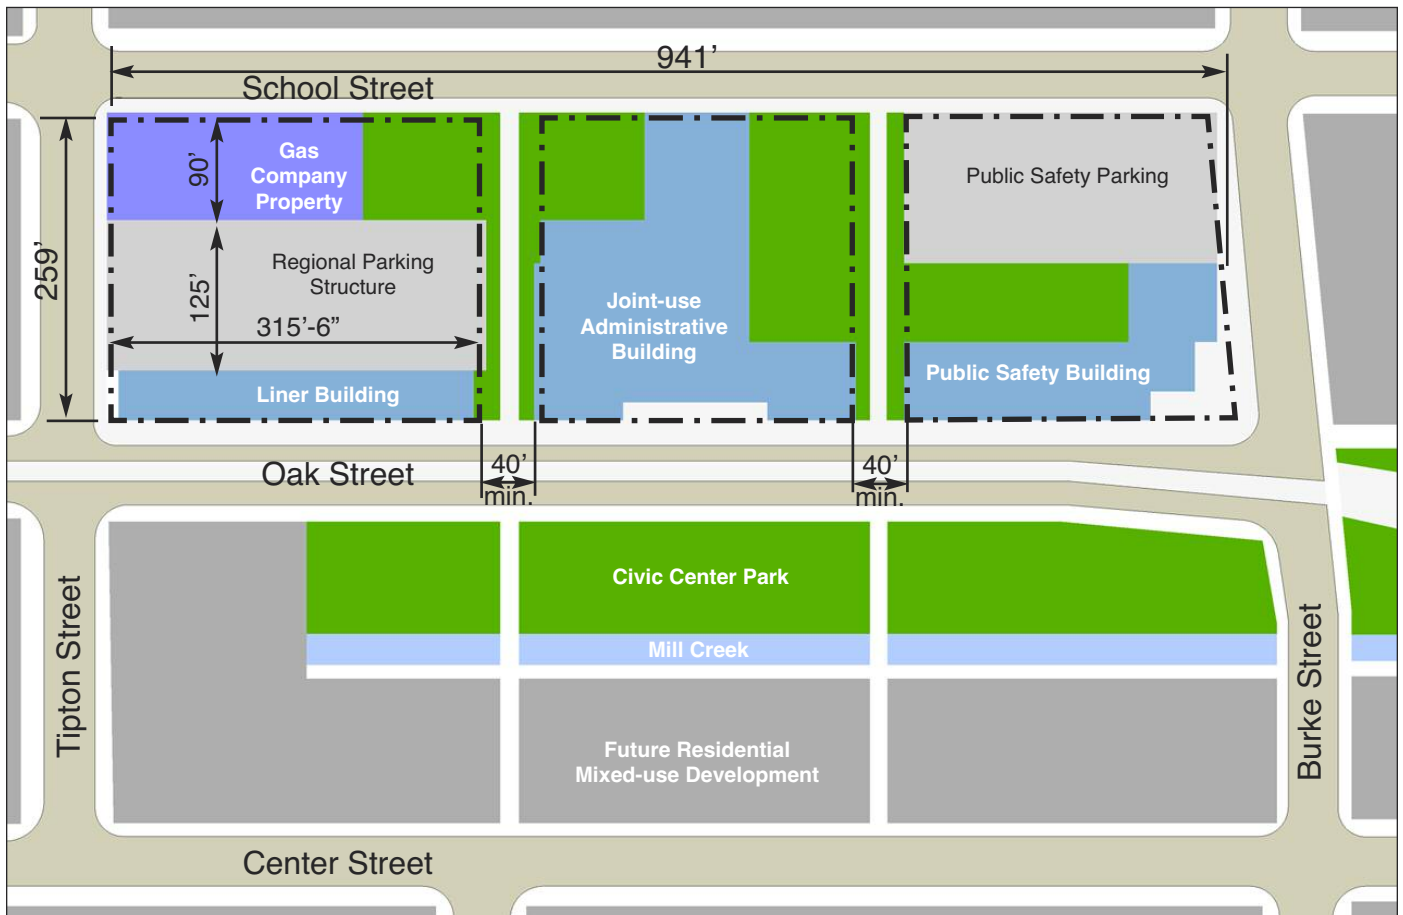 941’
School Street
Gas
Company
Property
90’
Public Safety Parking
259’
Regional Parking
Structure
125’
315’-6”
Joint-use
Administrative
Building
Liner Building
Public Safety Building
Oak Street
40’
min.
40’
min.
Civic Center Park
Mill Creek
Tipton Street
Burke Street
Future Residential
Mixed-use Development
Center Street